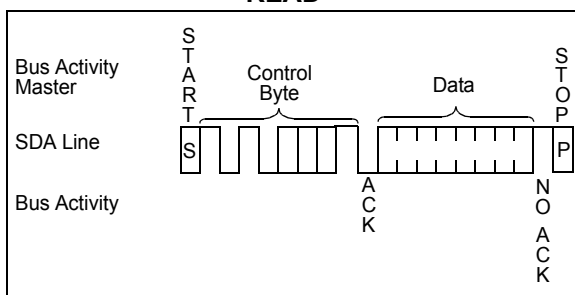 READ
START
STOP
Bus Activity
Master
Control
Byte
Data
SDA Line
S
P
Bus Activity
ACK
NO ACK